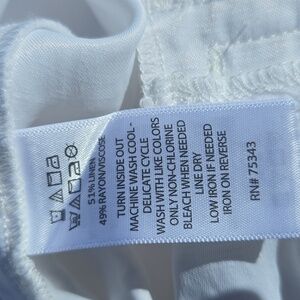 51% LINEN
49% RAYON/VISCOSE
TURN INSIDE OUT
MACHINE WASH COOL -
DELICATE CYCLE
WASH WITH LIKE COLORS
ONLY NON-CHLORINE
BLEACH WHEN NEEDED
LINE DRY
LOW IRON IF NEEDED
IRON ON REVERSE
RN# 75343